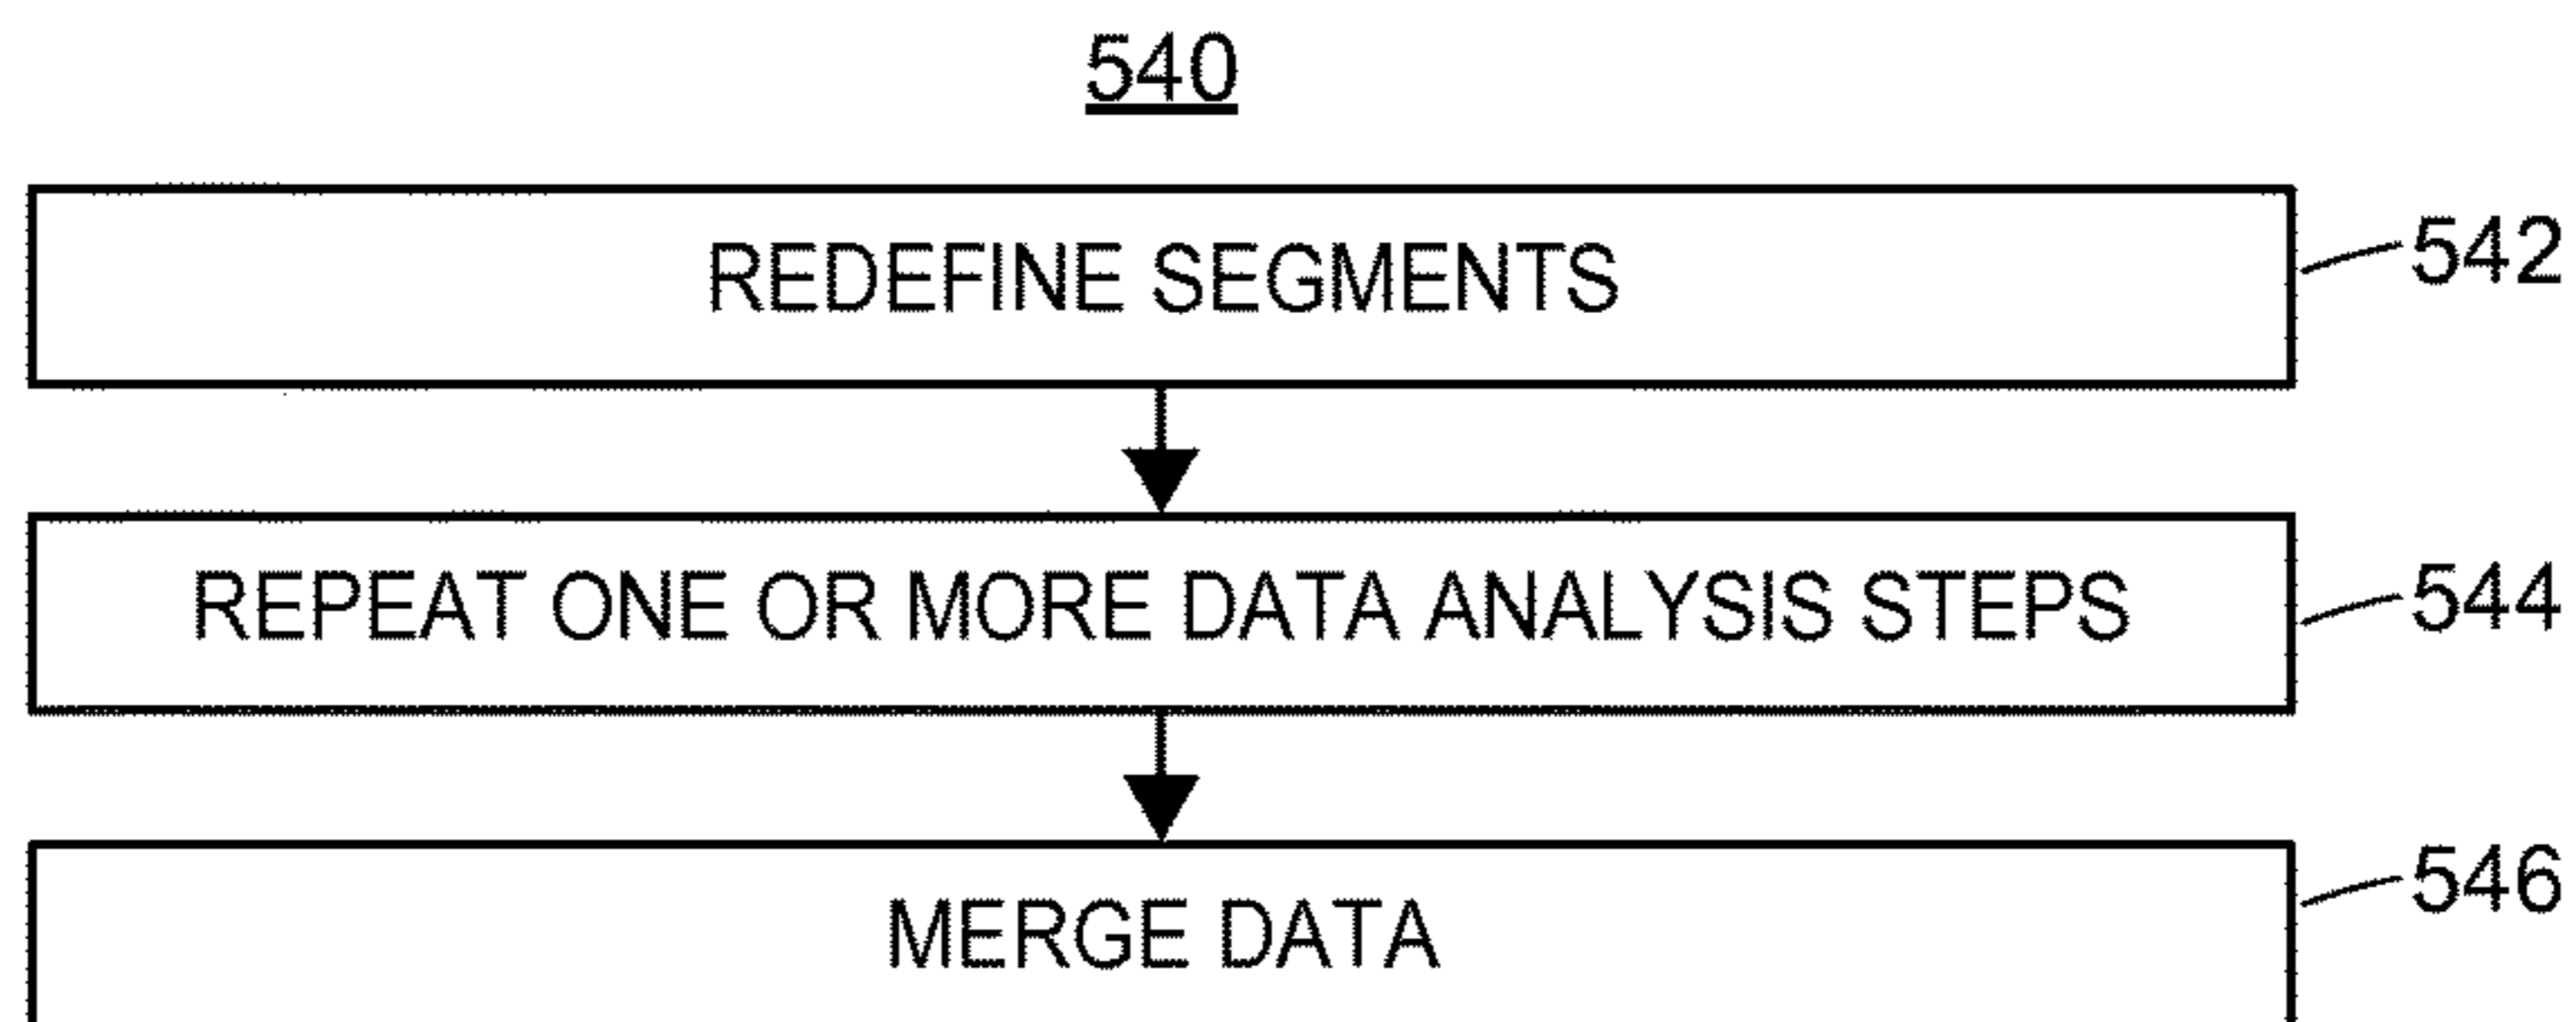 540
REDEFINE SEGMENTS
542
REPEAT ONE OR MORE DATA ANALYSIS STEPS
544
MERGE DATA
546